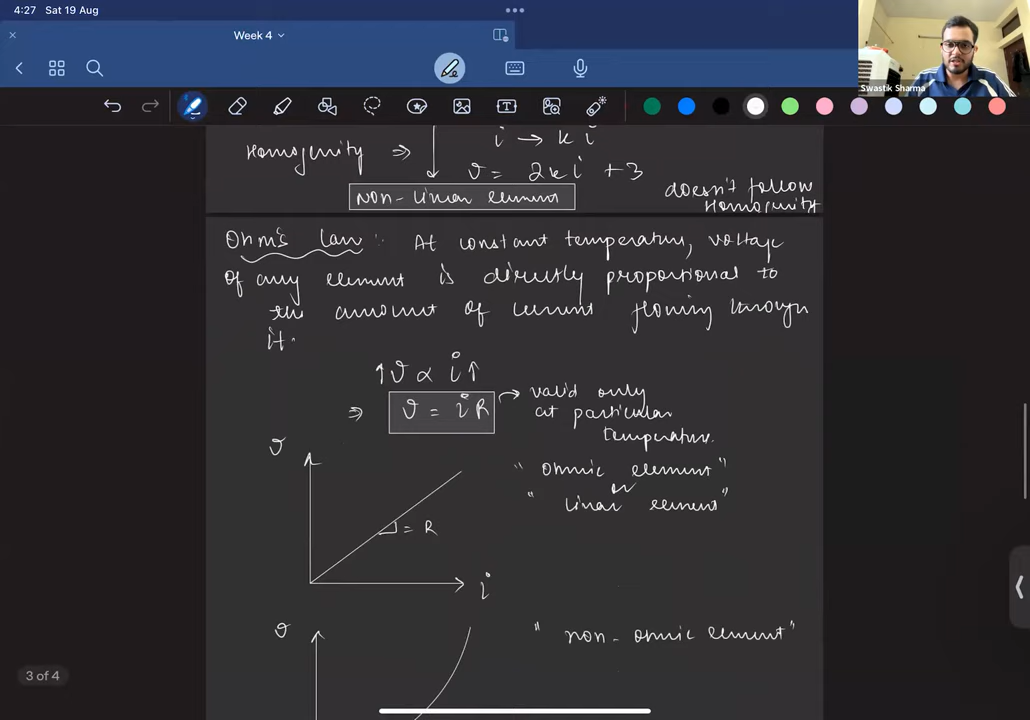 4:27 Sat 19 Aug
Week 4
Swastik Sharma
i → k i
Homogenity ⇒
v = 2k i + 3
non-linear element
doesn't follow
Homogenity
Ohm's law : At constant temperature, voltage
of any element is directly proportional to
the amount of current flowing through
it.
↑ v ∝ i ↑
⇒ v = i R → valid only
at particular
temperature.
v
" ohmic element "
or
" linear element "
= R
i
v
" non - ohmic element "
3 of 4